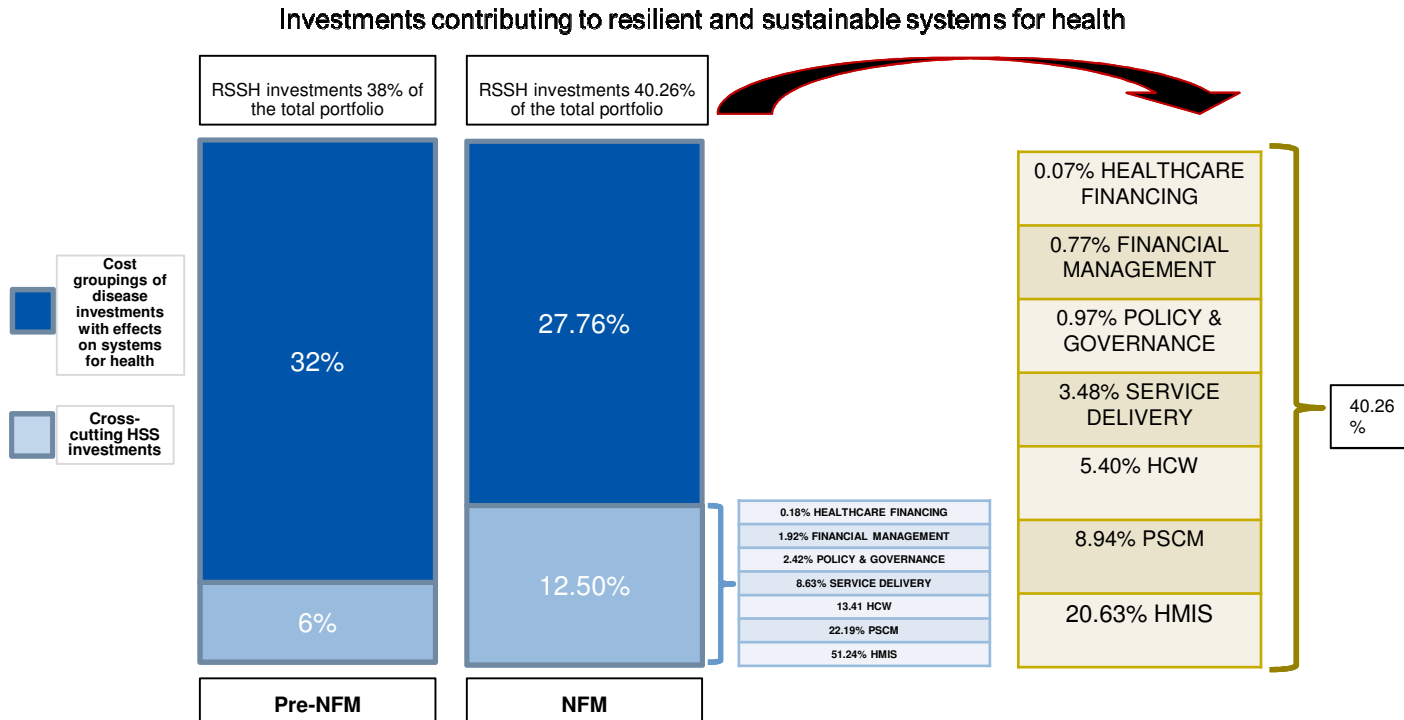 Investments contributing to resilient and sustainable systems for health
RSSH investments 38% of
the total portfolio
RSSH investments 40.26%
of the total portfolio
Cost
groupings of
disease
investments
with effects
on systems
for health
Cross-
cutting HSS
investments
32%
6%
27.76%
12.50%
0.18% HEALTHCARE FINANCING
1.92% FINANCIAL MANAGEMENT
2.42% POLICY & GOVERNANCE
8.63% SERVICE DELIVERY
13.41 HCW
22.19% PSCM
51.24% HMIS
0.07% HEALTHCARE
FINANCING
0.77% FINANCIAL
MANAGEMENT
0.97% POLICY &
GOVERNANCE
3.48% SERVICE
DELIVERY
5.40% HCW
8.94% PSCM
20.63% HMIS
40.26
%
Pre-NFM
NFM